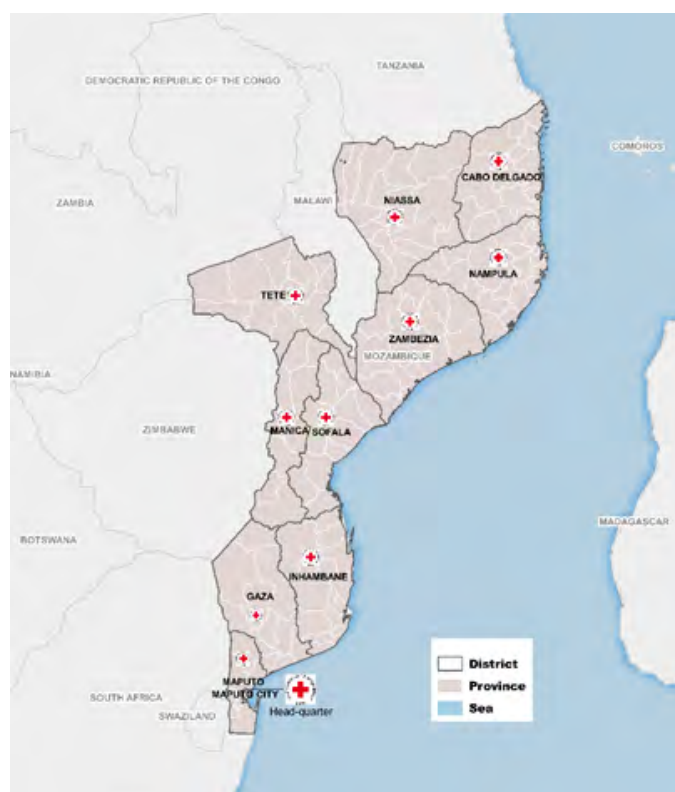 TANZANIA
DEMOCRATIC REPUBLIC OF THE CONGO
COMOROS
CABO DELGADO
NIASSA
MALAWI
ZAMBIA
NAMPULA
TETE
ZAMBEZIA
MOZAMBIQUE
NAMIBIA
MANICA
SOFALA
ZIMBABWE
MADAGASCAR
BOTSWANA
INHAMBANE
GAZA
District
Province
Sea
MAPUTO
MAPUTO CITY
SOUTH AFRICA
SWAZILAND
Head-quarter